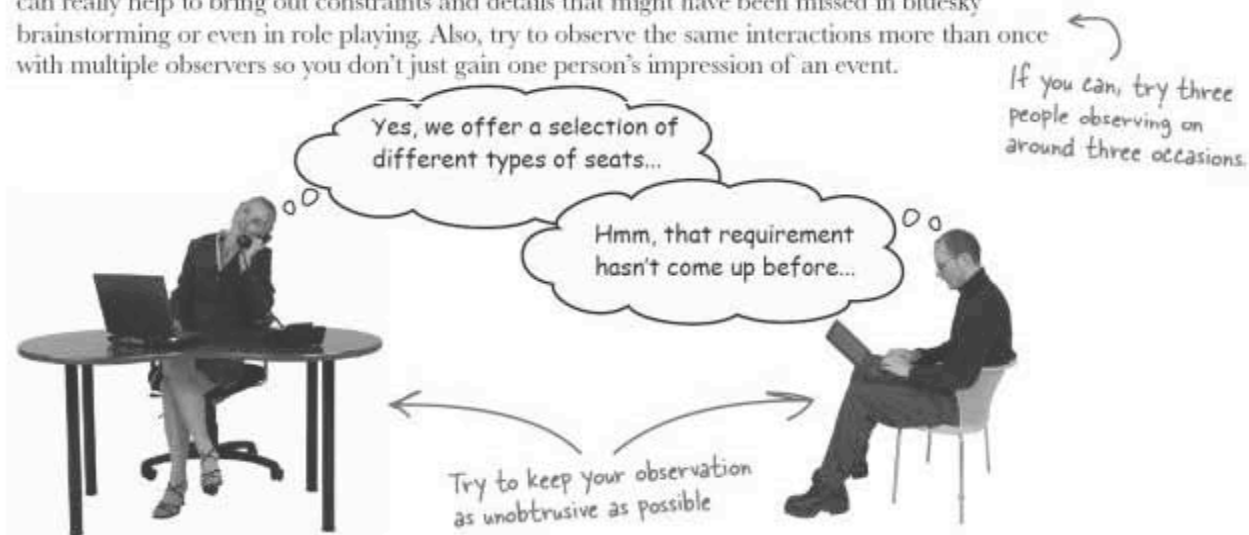 can really help to bring out constraints and details that might have been missed in bluesky
brainstorming or even in role playing. Also, try to observe the same interactions more than once
with multiple observers so you don't just gain one person's impression of an event.
If you can, try three
people observing on
around three occasions.
Yes, we offer a selection of
different types of seats...
Hmm, that requirement
hasn't come up before...
Try to keep your observation
as unobtrusive as possible